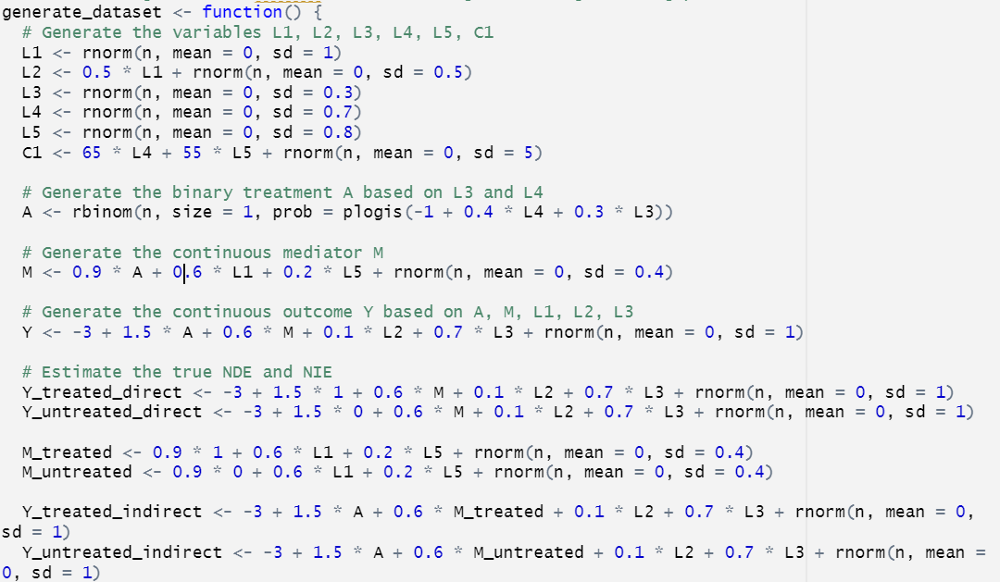 generate_dataset <- function() {
# Generate the variables L1, L2, L3, L4, L5, C1
L1 <- rnorm(n, mean = 0, sd = 1)
L2 <- 0.5 * L1 + rnorm(n, mean = 0, sd = 0.5)
L3 <- rnorm(n, mean = 0, sd = 0.3)
L4 <- rnorm(n, mean = 0, sd = 0.7)
L5 <- rnorm(n, mean = 0, sd = 0.8)
C1 <- 65 * L4 + 55 * L5 + rnorm(n, mean = 0, sd = 5)
# Generate the binary treatment A based on L3 and L4
A <- rbinom(n, size = 1, prob = plogis(-1 + 0.4 * L4 + 0.3 * L3))
# Generate the continuous mediator M
M <- 0.9 * A + 0.6 * L1 + 0.2 * L5 + rnorm(n, mean = 0, sd = 0.4)
# Generate the continuous outcome Y based on A, M, L1, L2, L3
Y <- -3 + 1.5 * A + 0.6 * M + 0.1 * L2 + 0.7 * L3 + rnorm(n, mean = 0, sd = 1)
# Estimate the true NDE and NIE
Y_treated_direct <- -3 + 1.5 * 1 + 0.6 * M + 0.1 * L2 + 0.7 * L3 + rnorm(n, mean = 0, sd = 1)
Y_untreated_direct <- -3 + 1.5 * 0 + 0.6 * M + 0.1 * L2 + 0.7 * L3 + rnorm(n, mean = 0, sd = 1)
M_treated <- 0.9 * 1 + 0.6 * L1 + 0.2 * L5 + rnorm(n, mean = 0, sd = 0.4)
M_untreated <- 0.9 * 0 + 0.6 * L1 + 0.2 * L5 + rnorm(n, mean = 0, sd = 0.4)
Y_treated_indirect <- -3 + 1.5 * A + 0.6 * M_treated + 0.1 * L2 + 0.7 * L3 + rnorm(n, mean = 0,
sd = 1)
Y_untreated_indirect <- -3 + 1.5 * A + 0.6 * M_untreated + 0.1 * L2 + 0.7 * L3 + rnorm(n, mean =
0, sd = 1)